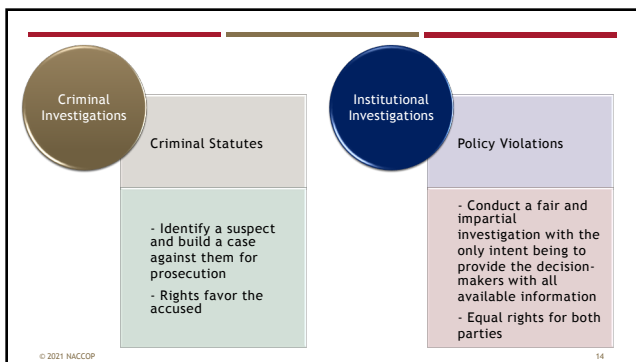 Criminal
Investigations
Criminal Statutes
- Identify a suspect
and build a case
against them for
prosecution
- Rights favor the
accused
Institutional
Investigations
Policy Violations
- Conduct a fair and
impartial
investigation with the
only intent being to
provide the decision-
makers with all
available information
- Equal rights for both
parties
© 2021 NACCOP
14